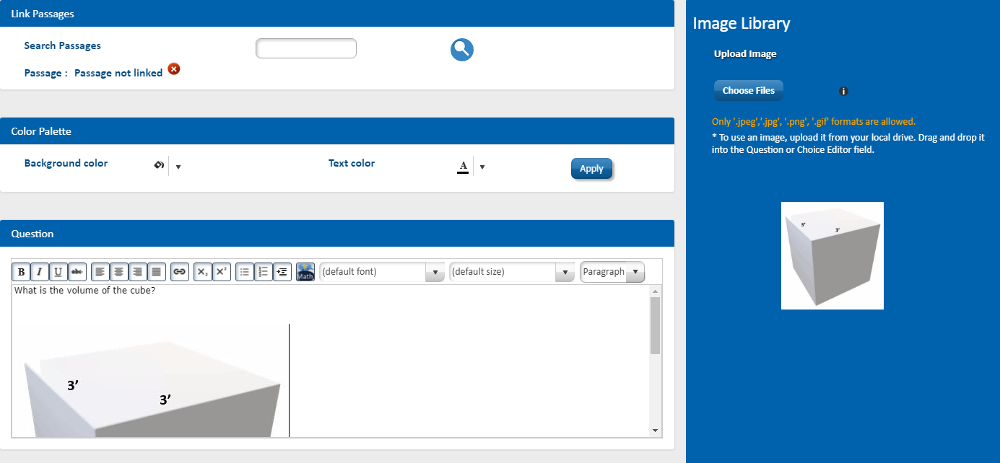 Link Passages
Search Passages
Passage : Passage not linked
Color Palette
Background color
Text color
A
Apply
Question
B I U abc X₂ X² Math (default font) (default size) Paragraph
What is the volume of the cube?
3’
3’
Image Library
Upload Image
Choose Files
i
Only '.jpeg','.jpg', '.png', '.gif' formats are allowed.
* To use an image, upload it from your local drive. Drag and drop it
into the Question or Choice Editor field.
3’
3’